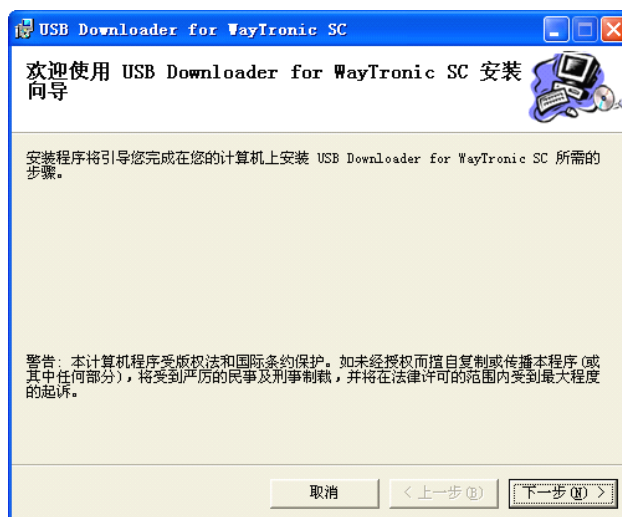 USB Downloader for WayTronic SC
欢迎使用 USB Downloader for WayTronic SC 安装
向导
安装程序将引导您完成在您的计算机上安装 USB Downloader for WayTronic SC 所需的
步骤。
警告: 本计算机程序受版权法和国际条约保护。如未经授权而擅自复制或传播本程序(或
其中任何部分)，将受到严厉的民事及刑事制裁，并将在法律许可的范围内受到最大程度
的起诉。
取消 < 上一步(B) 下一步(N) >